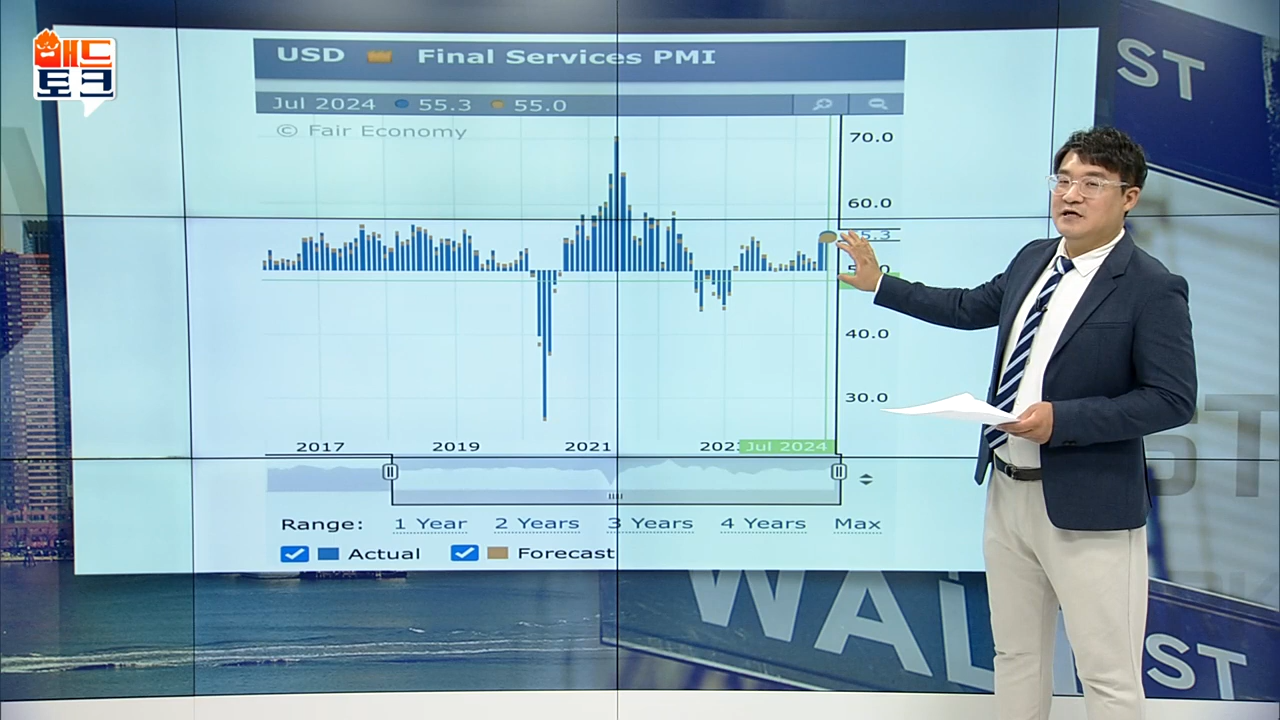 매드
토크
USD Final Services PMI
Jul 2024 55.3 55.0
© Fair Economy
70.0
60.0
40.0
30.0
2017 2019 2021 Jul 2024
Range: 1 Year 2 Years 3 Years 4 Years Max
Actual Forecast
ST
WALL
ST